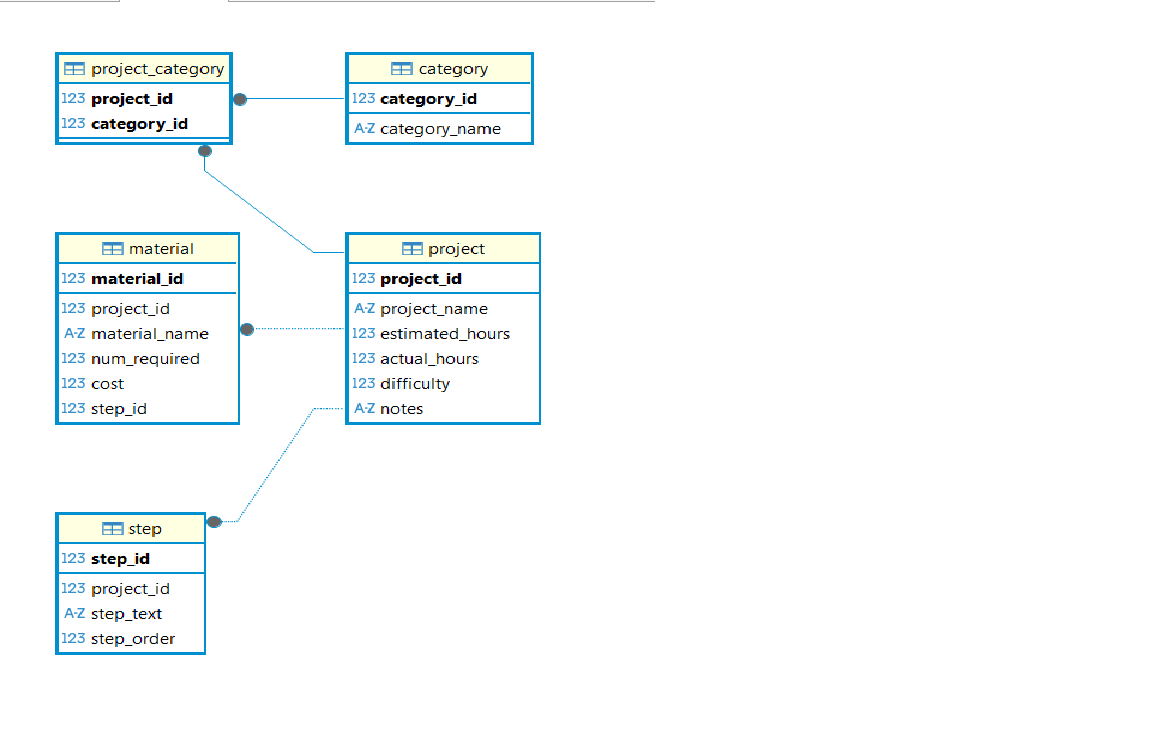 project_category
123 project_id
123 category_id
category
123 category_id
A-Z category_name
material
123 material_id
123 project_id
A-Z material_name
123 num_required
123 cost
123 step_id
project
123 project_id
A-Z project_name
123 estimated_hours
123 actual_hours
123 difficulty
A-Z notes
step
123 step_id
123 project_id
A-Z step_text
123 step_order